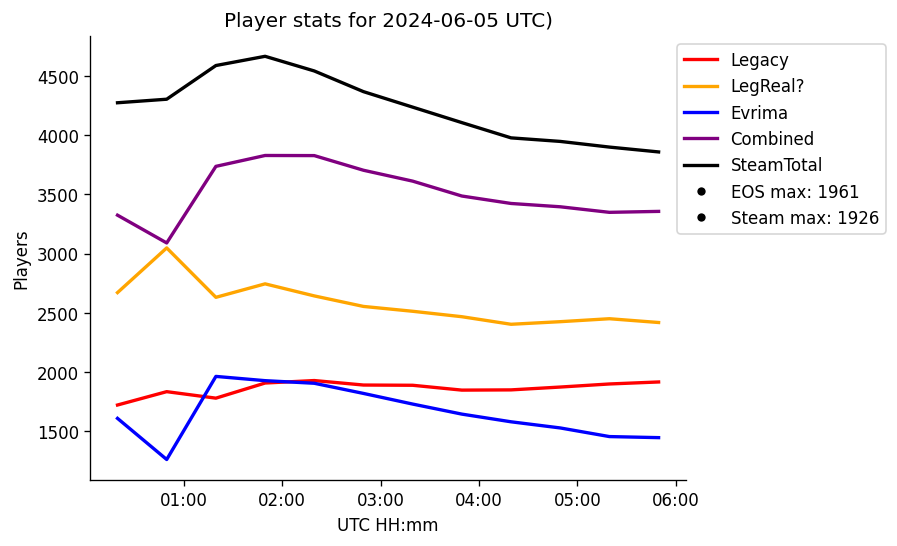 Player stats for 2024-06-05 UTC)
Legacy
LegReal?
Evrima
Combined
SteamTotal
EOS max: 1961
Steam max: 1926
Players
4500
4000
3500
3000
2500
2000
1500
01:00 02:00 03:00 04:00 05:00 06:00
UTC HH:mm